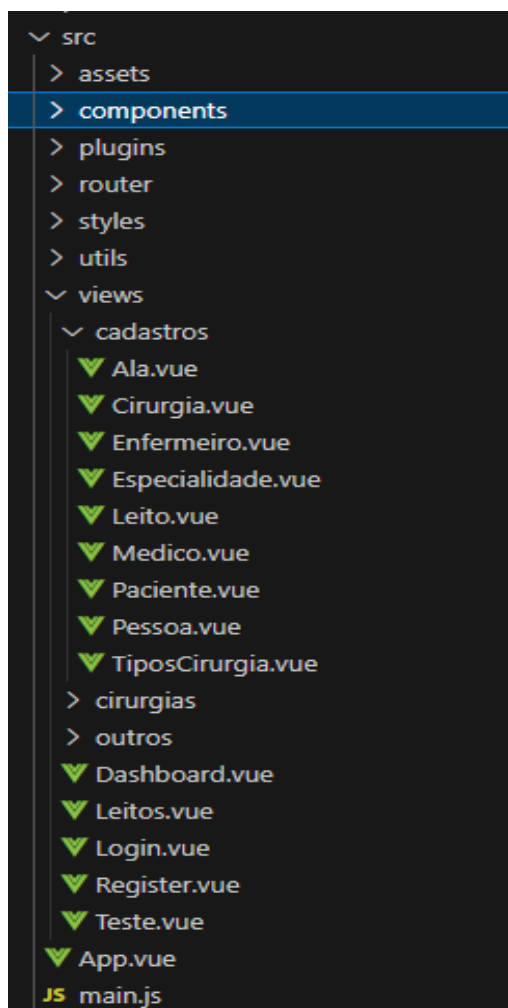 src
assets
components
plugins
router
styles
utils
views
cadastros
Ala.vue
Cirurgia.vue
Enfermeiro.vue
Especialidade.vue
Leito.vue
Medico.vue
Paciente.vue
Pessoa.vue
TiposCirurgia.vue
cirurgias
outros
Dashboard.vue
Leitos.vue
Login.vue
Register.vue
Teste.vue
App.vue
JS main.js